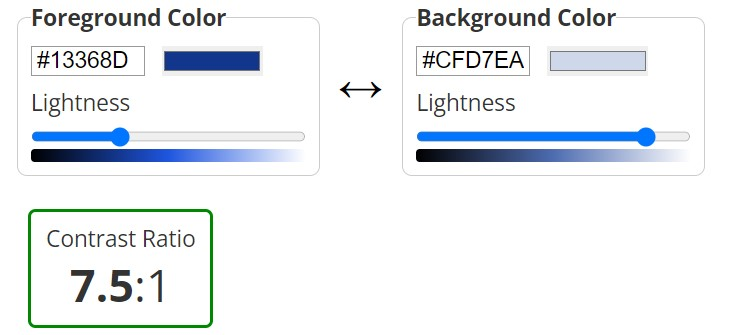 Foreground Color
#13368D
Lightness
Background Color
#CFD7EA
Lightness
Contrast Ratio
7.5:1